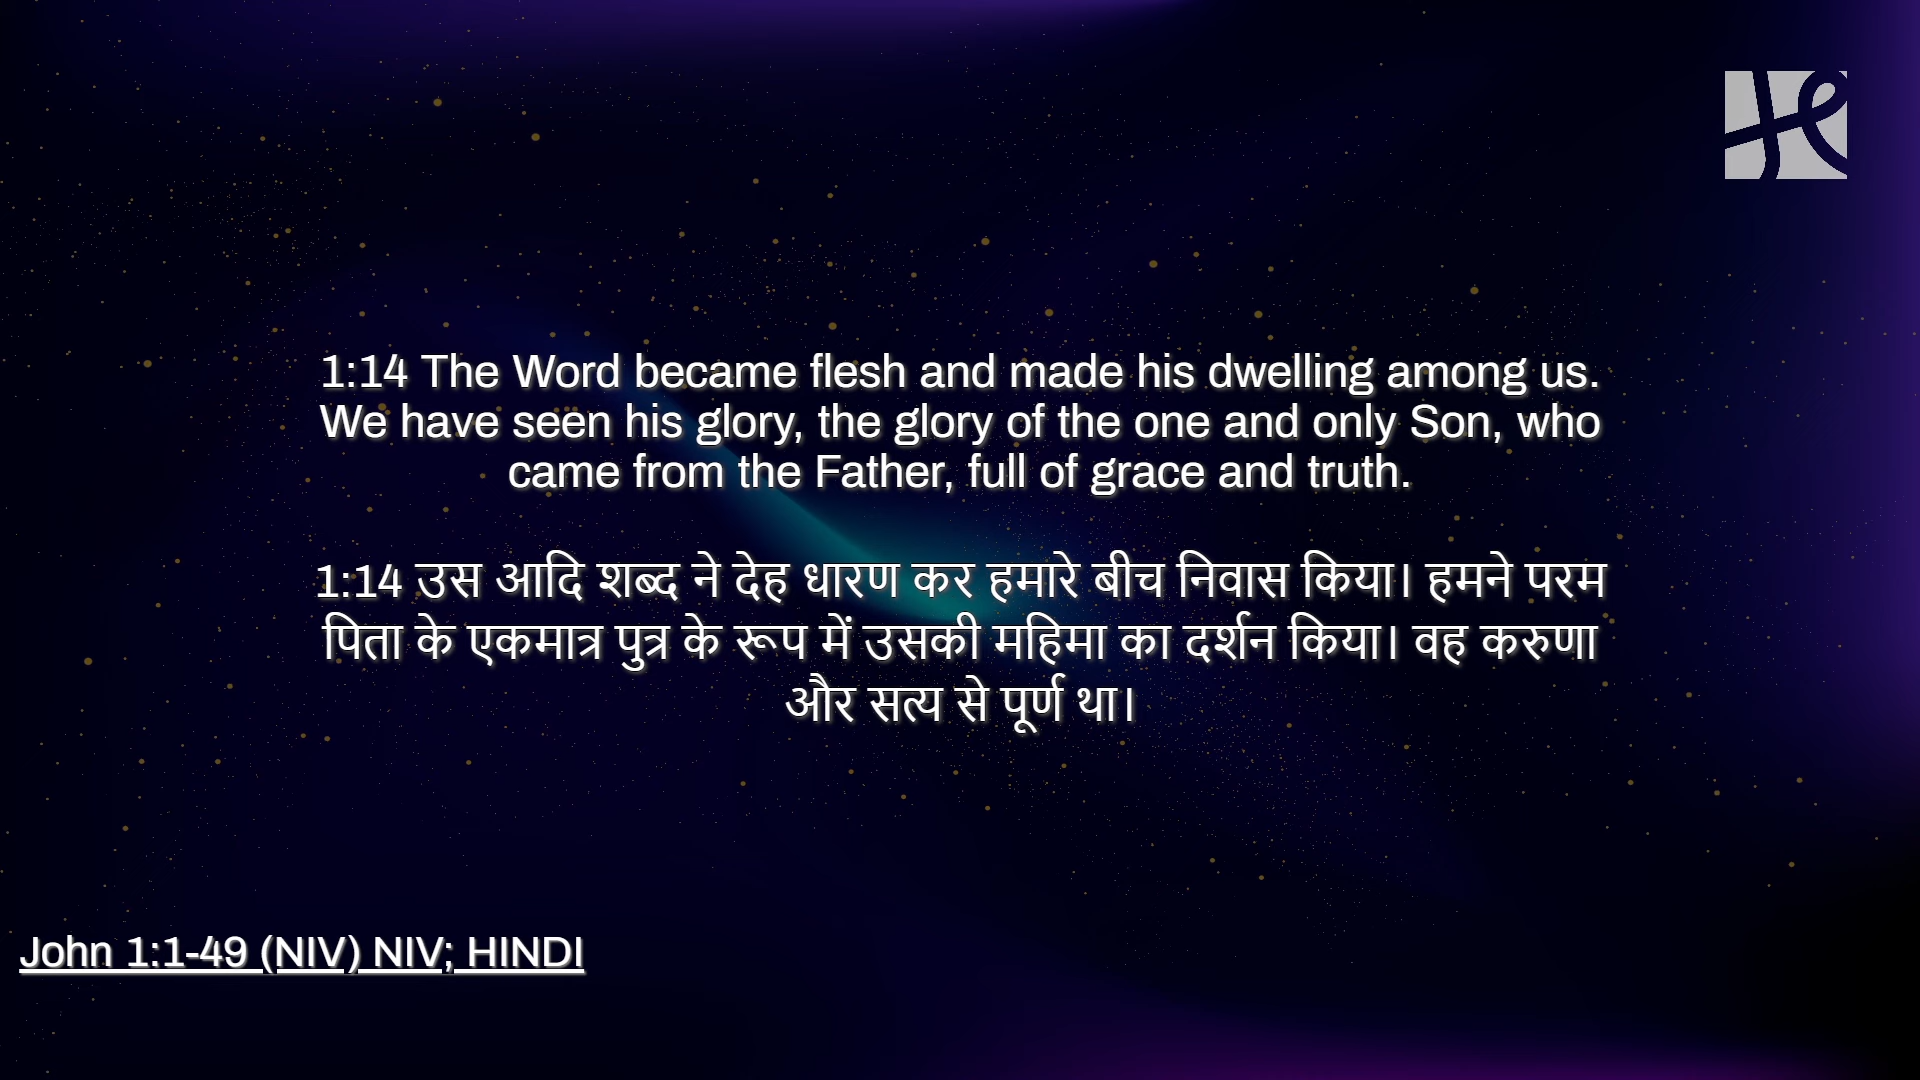 1:14 The Word became flesh and made his dwelling among us.
We have seen his glory, the glory of the one and only Son, who
came from the Father, full of grace and truth.
1:14 उस आदि शब्द ने देह धारण कर हमारे बीच निवास किया। हमने परम
पिता के एकमात्र पुत्र के रूप में उसकी महिमा का दर्शन किया। वह करुणा
और सत्य से पूर्ण था।
John 1:1-49 (NIV) NIV; HINDI